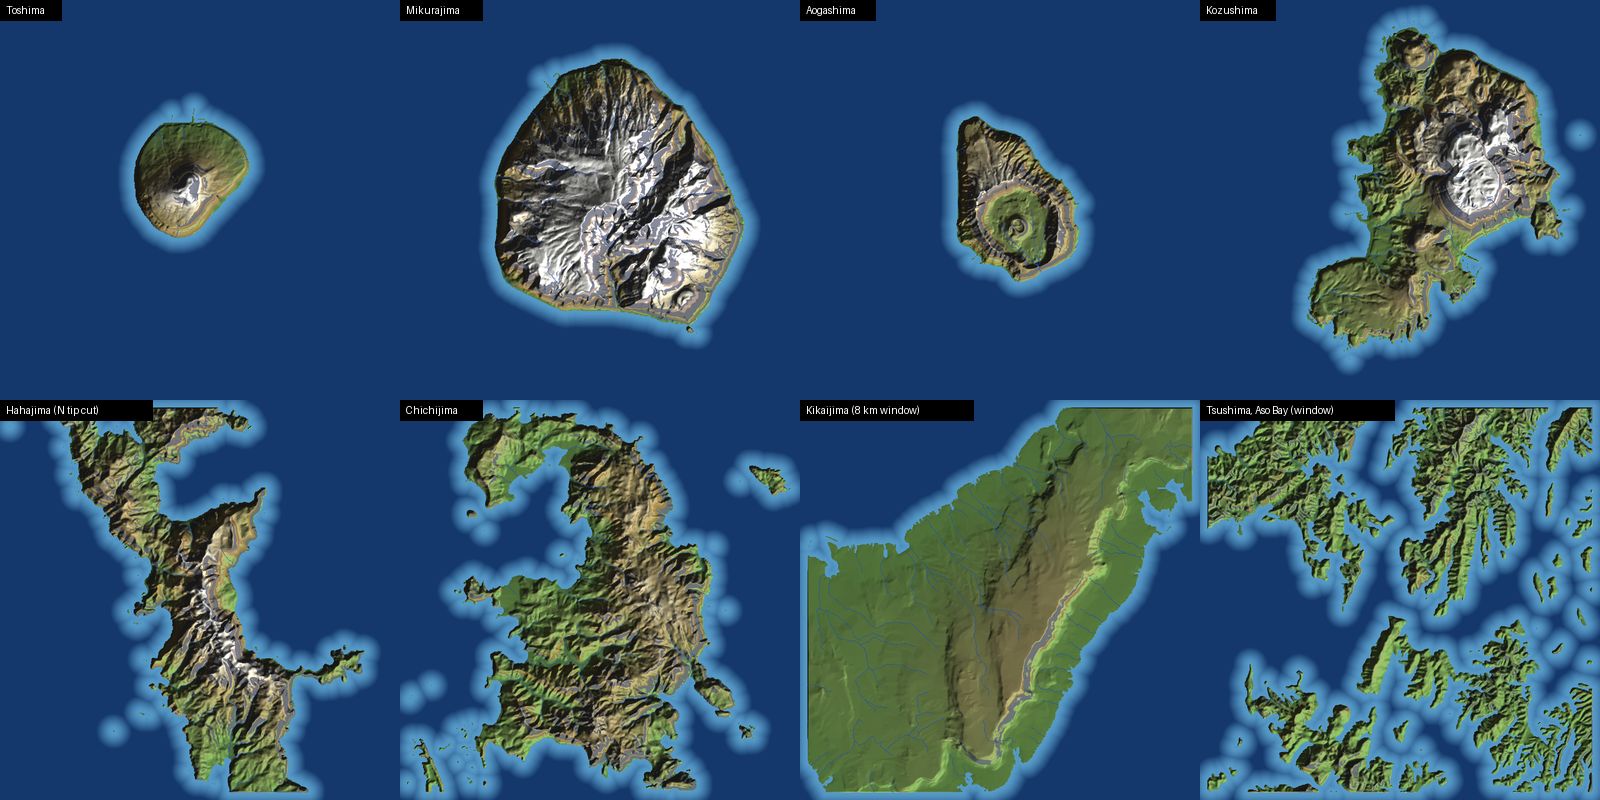 Toshima
Mikurajima
Aogashima
Kozushima
Hahajima (N tip cut)
Chichijima
Kikaijima (8 km window)
Tsushima, Aso Bay (window)